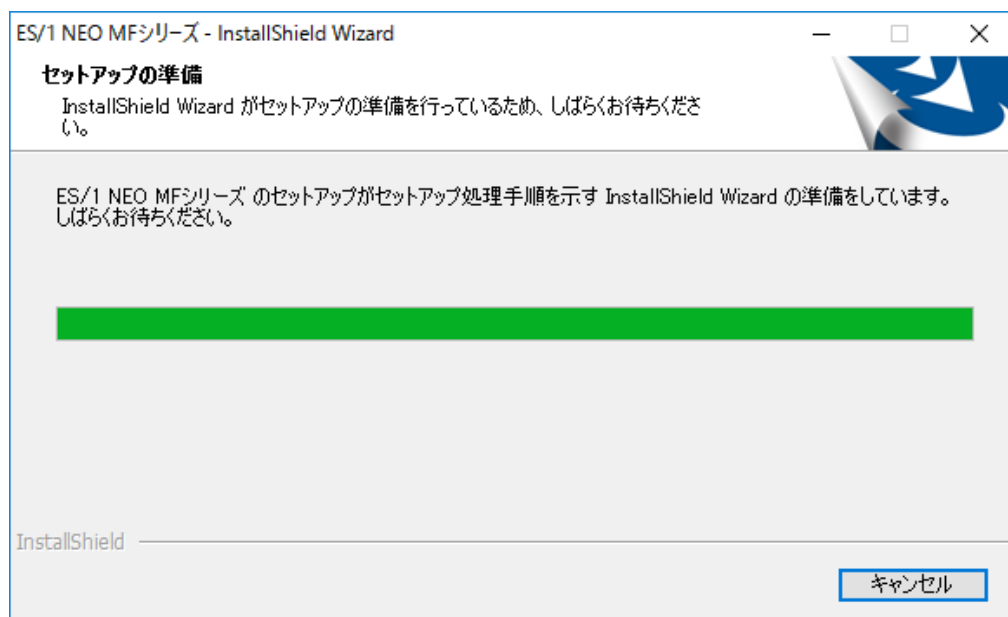 ES/1 NEO MFシリーズ - InstallShield Wizard
セットアップの準備
InstallShield Wizard がセットアップの準備を行っているため、しばらくお待ちくださ
い。
ES/1 NEO MFシリーズ のセットアップがセットアップ処理手順を示す InstallShield Wizard の準備をしています。
しばらくお待ちください。
InstallShield
キャンセル